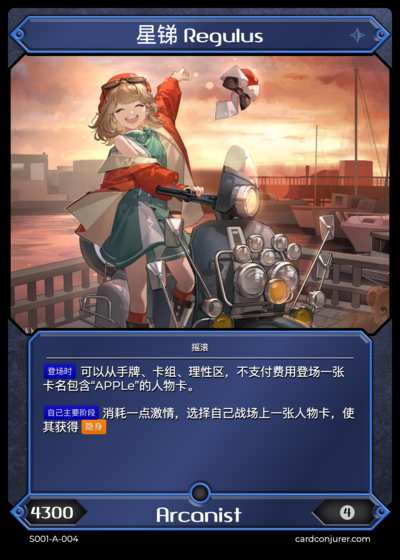 星锑 Regulus
摇滚
登场时 可以从手牌、卡组、理性区，不支付费用登场一张
卡名包含“APPLe”的人物卡。
自己主要阶段 消耗一点激情，选择自己战场上一张人物卡，使
其获得 隐身
4300
Arcanist
4
S001-A-004
cardconjurer.com